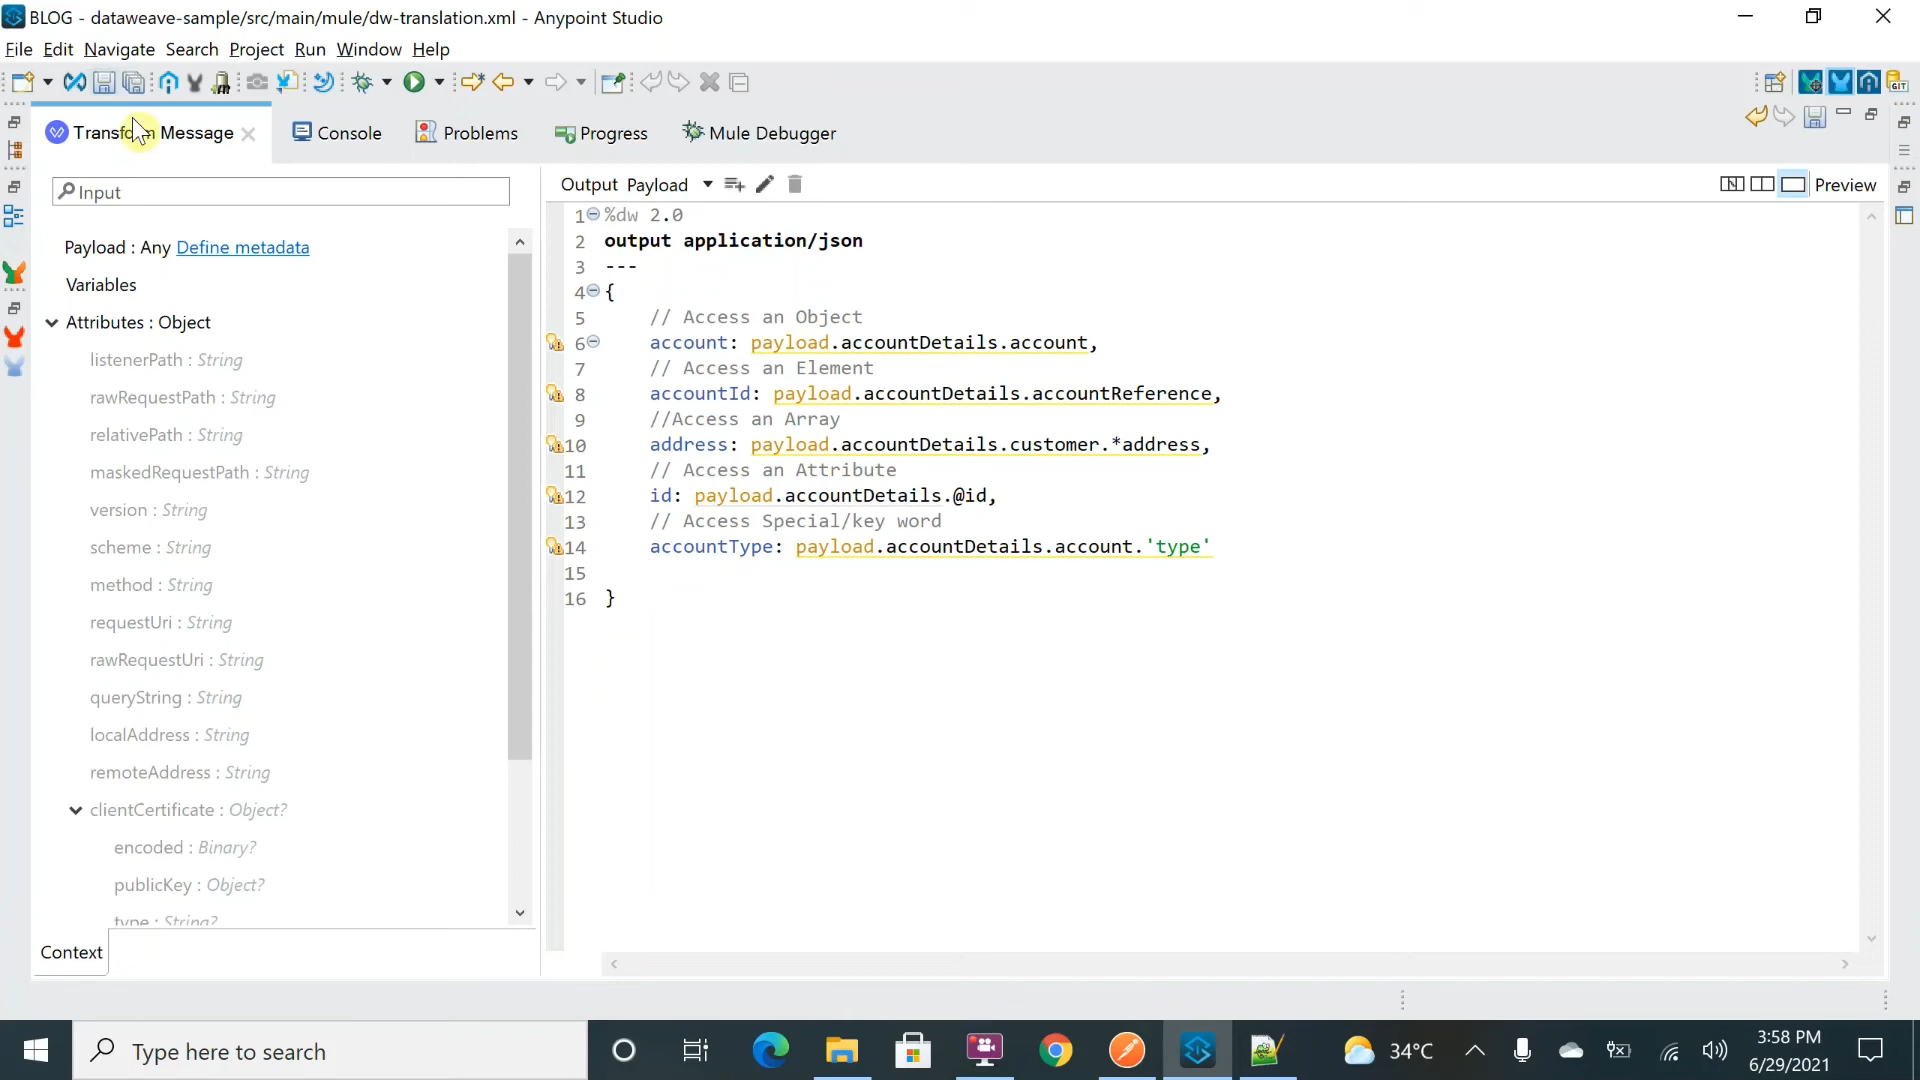 BLOG - dataweave-sample/src/main/mule/dw-translation.xml - Anypoint Studio
File Edit Navigate Search Project Run Window Help
GIT
Transform Message Console Problems Progress Mule Debugger
Input
Output Payload Preview
Payload : Any Define metadata
Variables
Attributes : Object
listenerPath : String
rawRequestPath : String
relativePath : String
maskedRequestPath : String
version : String
scheme : String
method : String
requestUri : String
rawRequestUri : String
queryString : String
localAddress : String
remoteAddress : String
clientCertificate : Object?
encoded : Binary?
publicKey : Object?
type : String?
Context
1 %dw 2.0
2 output application/json
3 ---
4 {
5 // Access an Object
6 account: payload.accountDetails.account,
7 // Access an Element
8 accountId: payload.accountDetails.accountReference,
9 //Access an Array
10 address: payload.accountDetails.customer.*address,
11 // Access an Attribute
12 id: payload.accountDetails.@id,
13 // Access Special/key word
14 accountType: payload.accountDetails.account.'type'
15
16 }
Type here to search
34°C
3:58 PM
6/29/2021